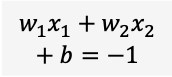 w₁x₁ + w₂x₂
+ b = −1